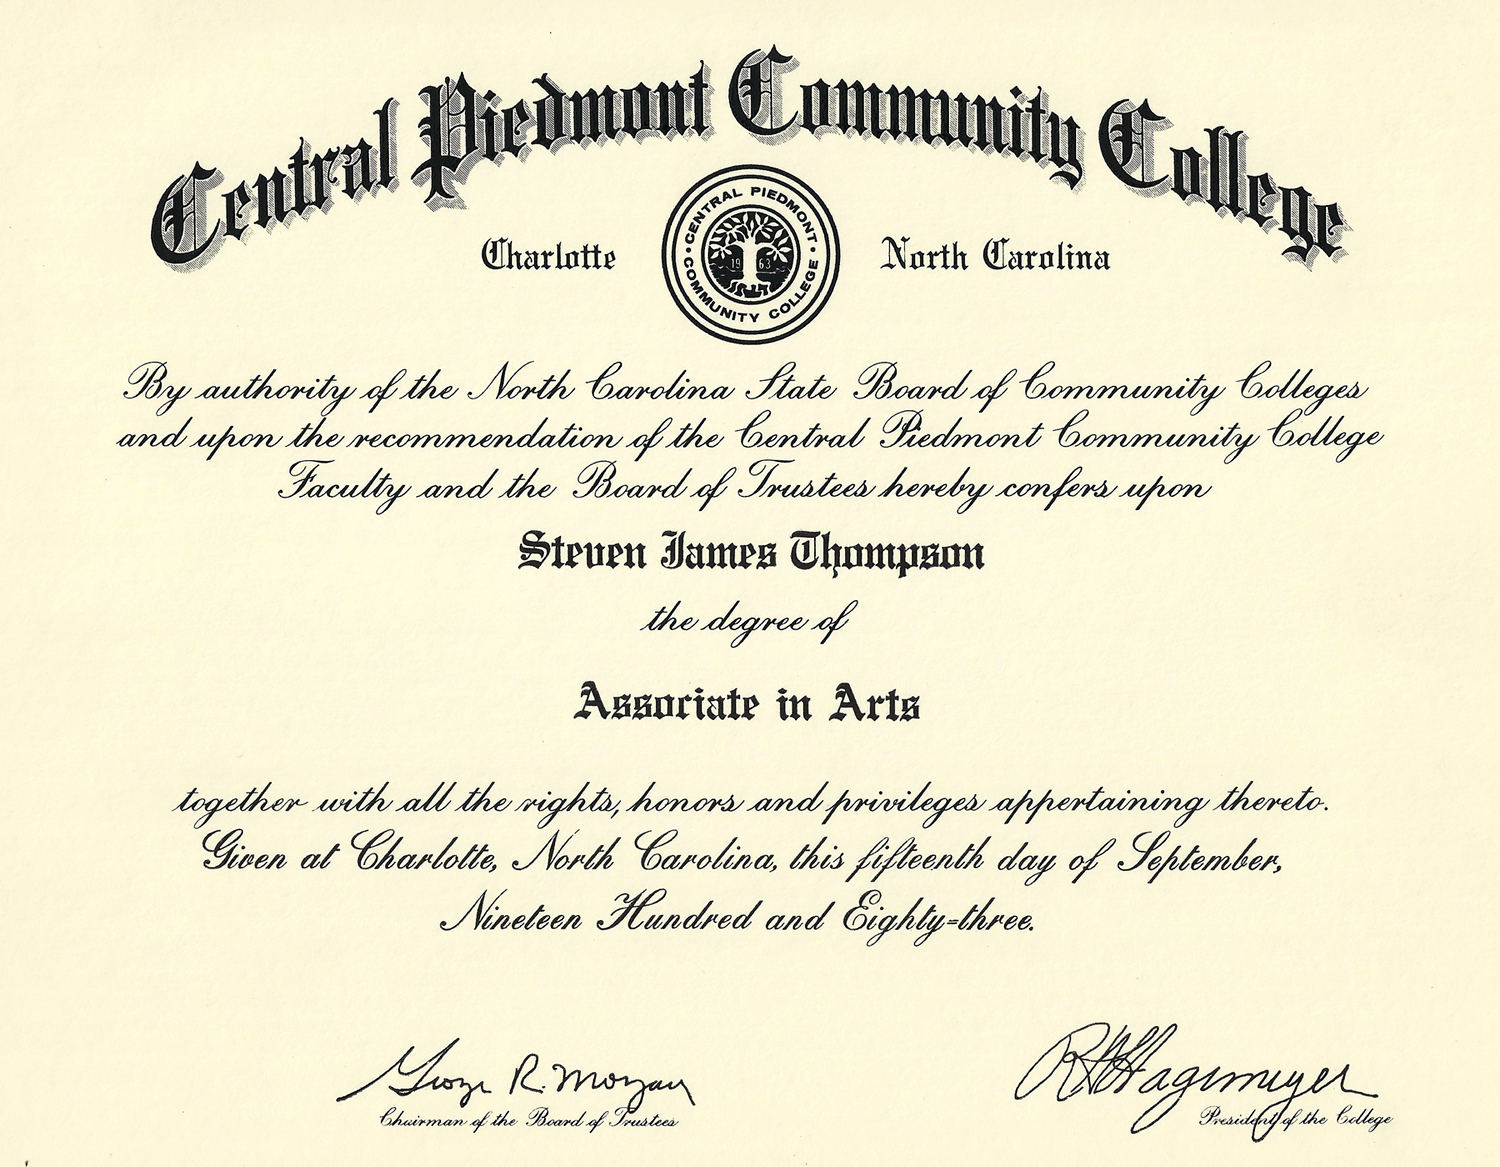 Central Piedmont Community College
Charlotte
CENTRAL PIEDMONT
19 63
COMMUNITY COLLEGE
North Carolina
By authority of the North Carolina State Board of Community Colleges
and upon the recommendation of the Central Piedmont Community College
Faculty and the Board of Trustees hereby confers upon
Steven James Thompson
the degree of
Associate in Arts
together with all the rights, honors and privileges appertaining thereto.
Given at Charlotte, North Carolina, this fifteenth day of September,
Nineteen Hundred and Eighty-three.
George R. Morgan
Chairman of the Board of Trustees
RH Hagemeyer
President of the College